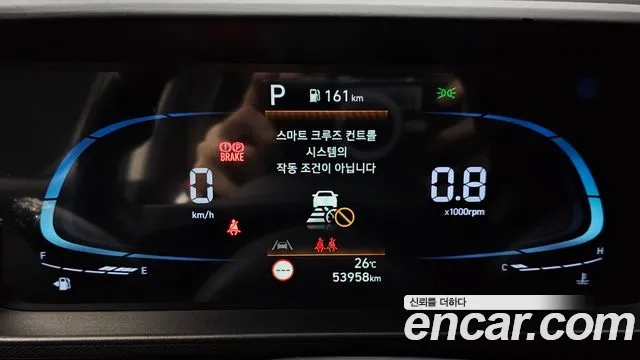 P 161 km
스마트 크루즈 컨트롤
시스템의
작동 조건이 아닙니다
BRAKE
0
km/h
0.8
x1000rpm
F
E
C
H
26℃
53958km
신뢰를 더하다
encar.com